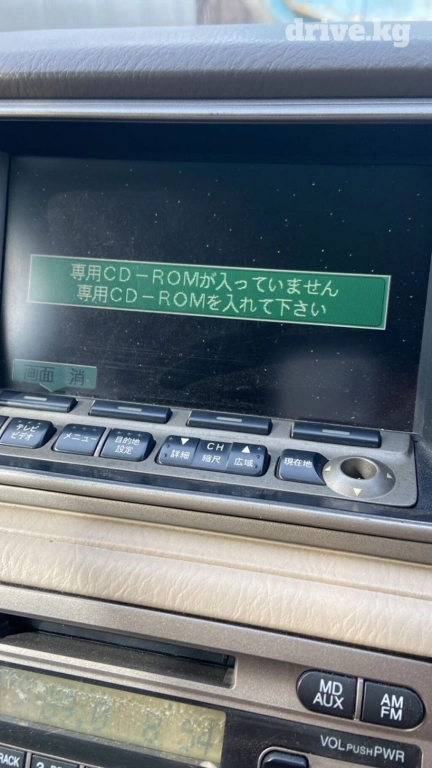 drive.kg
専用CD-ROMが入っていません
専用CD-ROMを入れて下さい
画面 消
テレビ ビデオ
メニュー
目的地 設定
▼ CH ▲
詳細 縮尺 広域
現在地
MD AUX
AM FM
VOL PUSH PWR